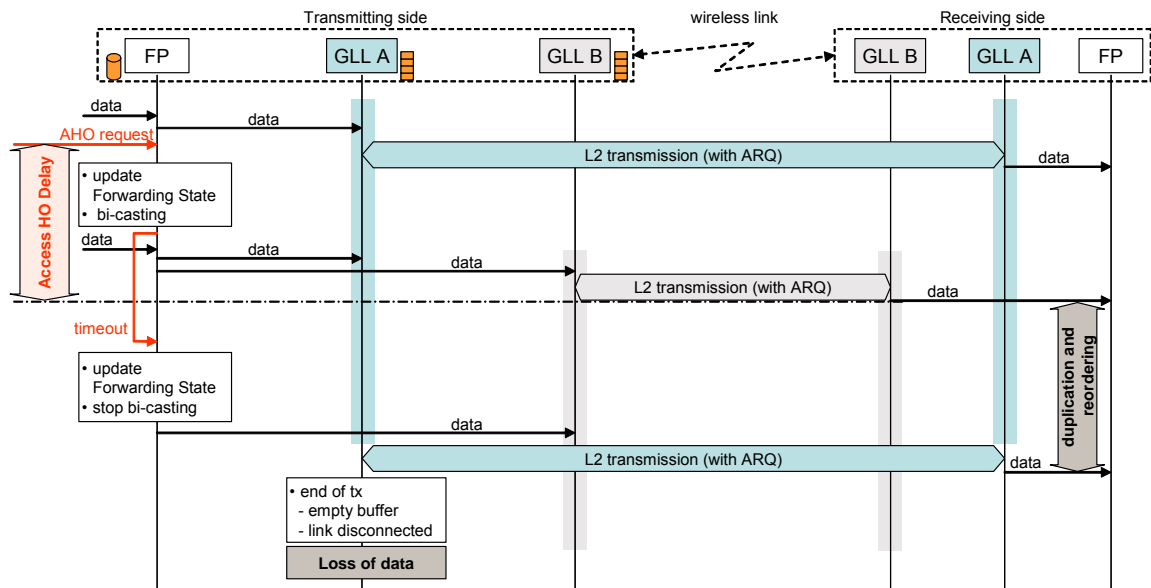 Transmitting side
wireless link
Receiving side
FP
GLL A
GLL B
GLL B
GLL A
FP
data
data
AHO request
L2 transmission (with ARQ)
data
• update
Forwarding State
• bi-casting
Access HO Delay
data
data
data
L2 transmission (with ARQ)
data
timeout
duplication and
reordering
• update
Forwarding State
• stop bi-casting
data
L2 transmission (with ARQ)
data
• end of tx
- empty buffer
- link disconnected
Loss of data